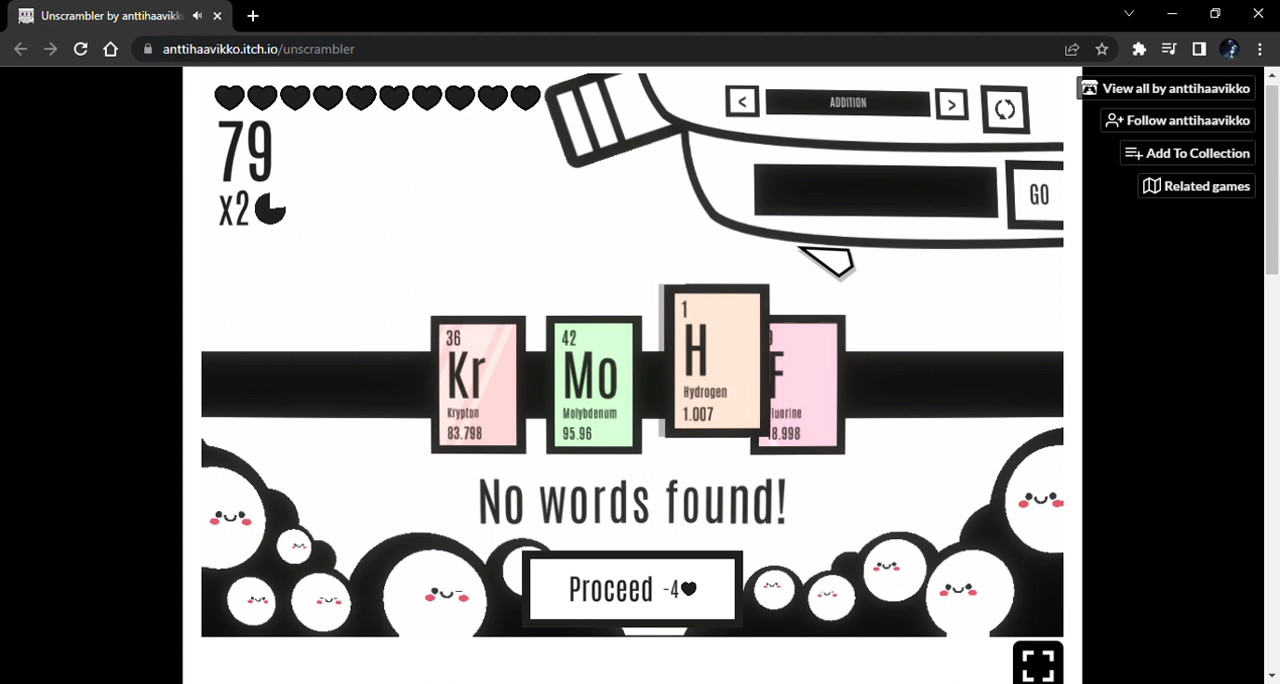 Unscrambler by anttihaavikk
anttihaavikko.itch.io/unscrambler
View all by anttihaavikko
Follow anttihaavikko
Add To Collection
Related games
79
x2
< ADDITION >
GO
36
Kr
Krypton
83.798
42
Mo
Molybdenum
95.96
1
H
Hydrogen
1.007
9
F
luorine
18.998
No words found!
Proceed -4